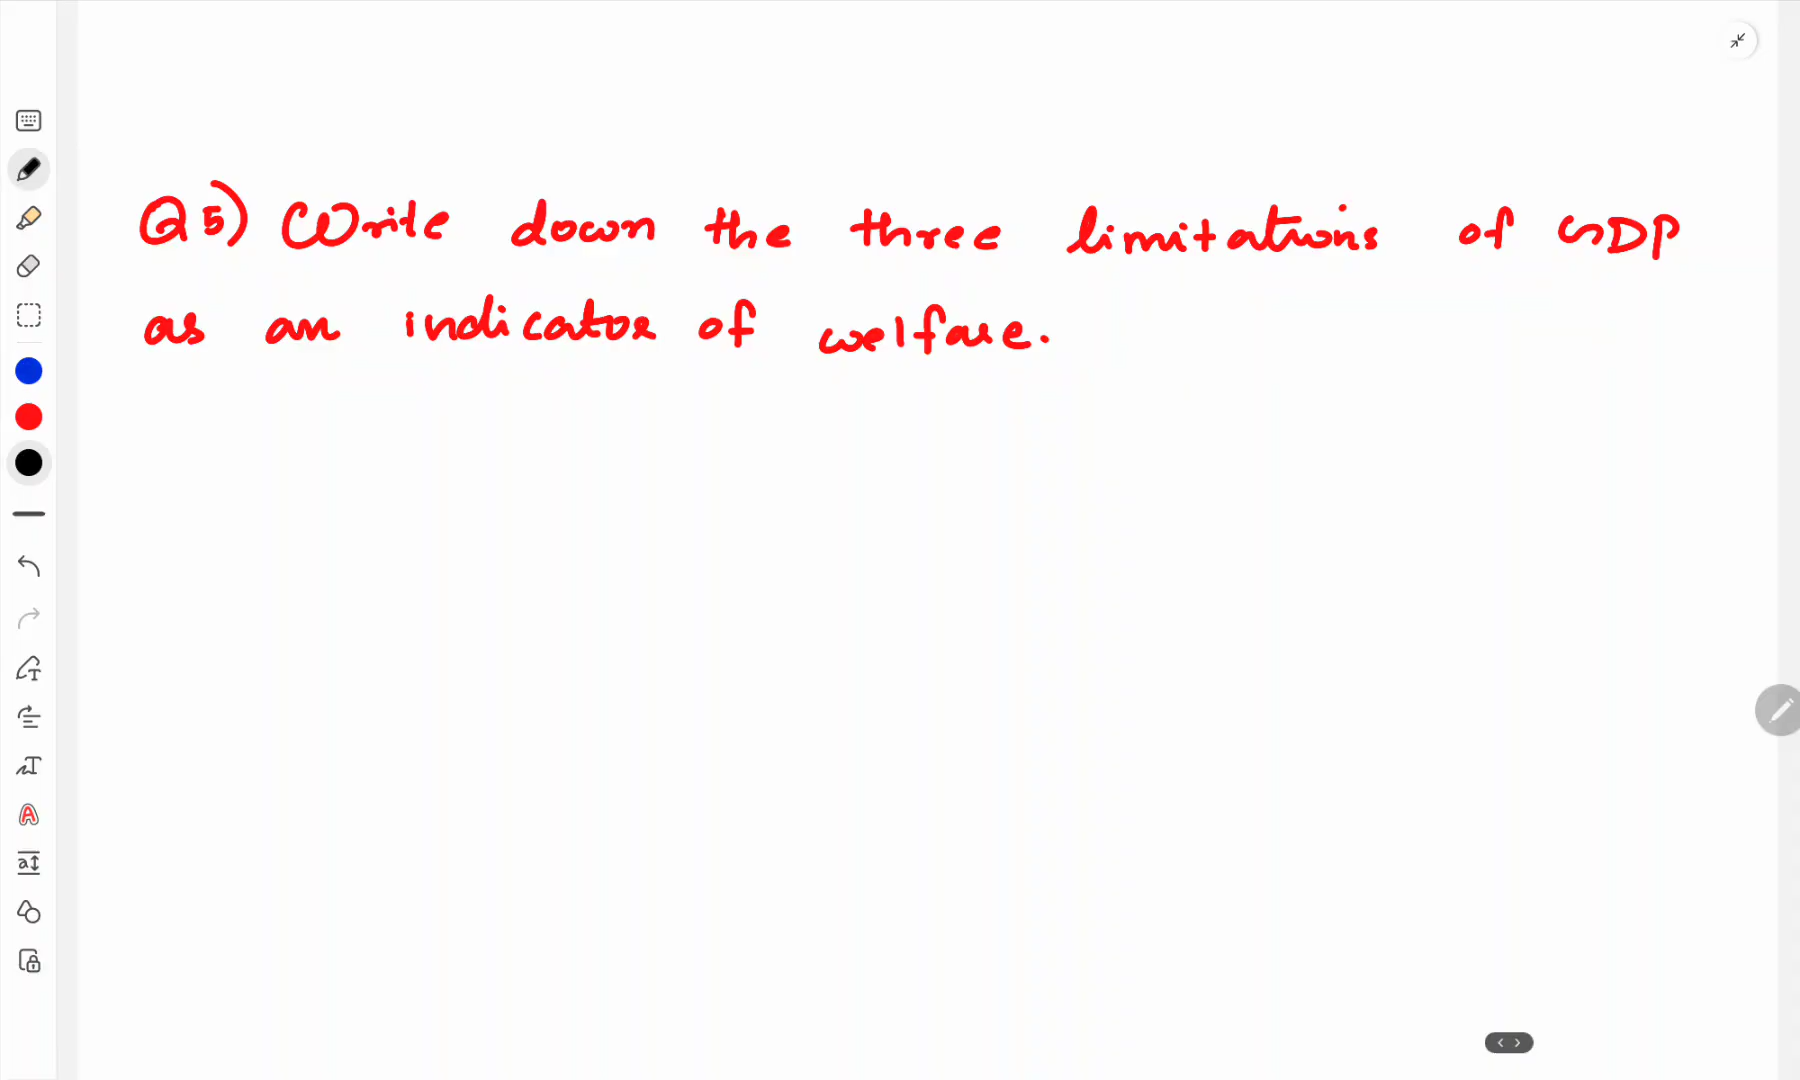 Q5) Write down the three limitations of GDP
as an indicator of welfare.